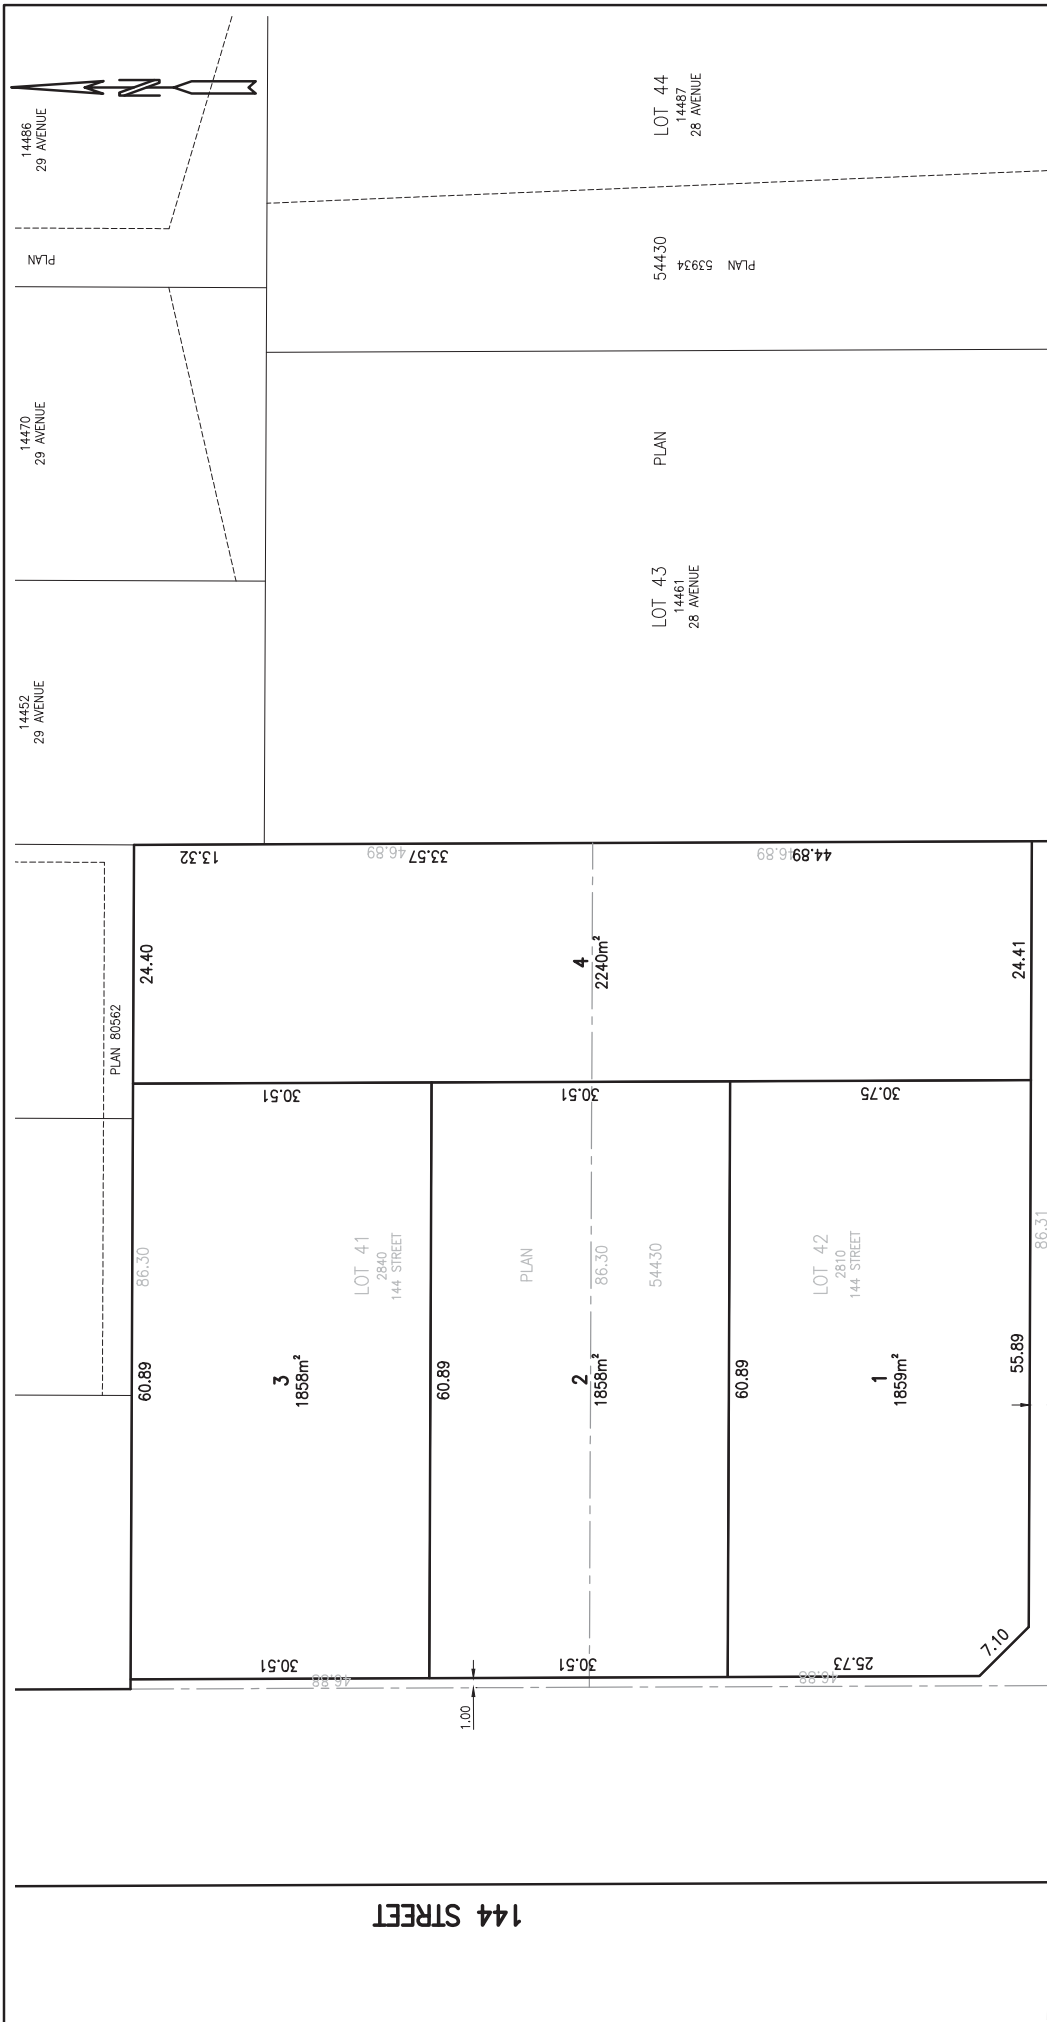 14486
29 AVENUE
PLAN
14470
29 AVENUE
14452
29 AVENUE
LOT 44
14487
28 AVENUE
54430
PLAN 53934
PLAN
LOT 43
14461
28 AVENUE
13.32
46.89
33.57
46.89
44.89
24.40
4
2240m²
24.41
PLAN 80562
30.51
30.51
30.75
86.30
LOT 41
2840
144 STREET
PLAN
86.30
54430
LOT 42
2810
144 STREET
86.31
60.89
3
1858m²
60.89
2
1858m²
60.89
1
1859m²
55.89
30.51
46.88
30.51
46.88
25.73
7.10
1.00
144 STREET
N